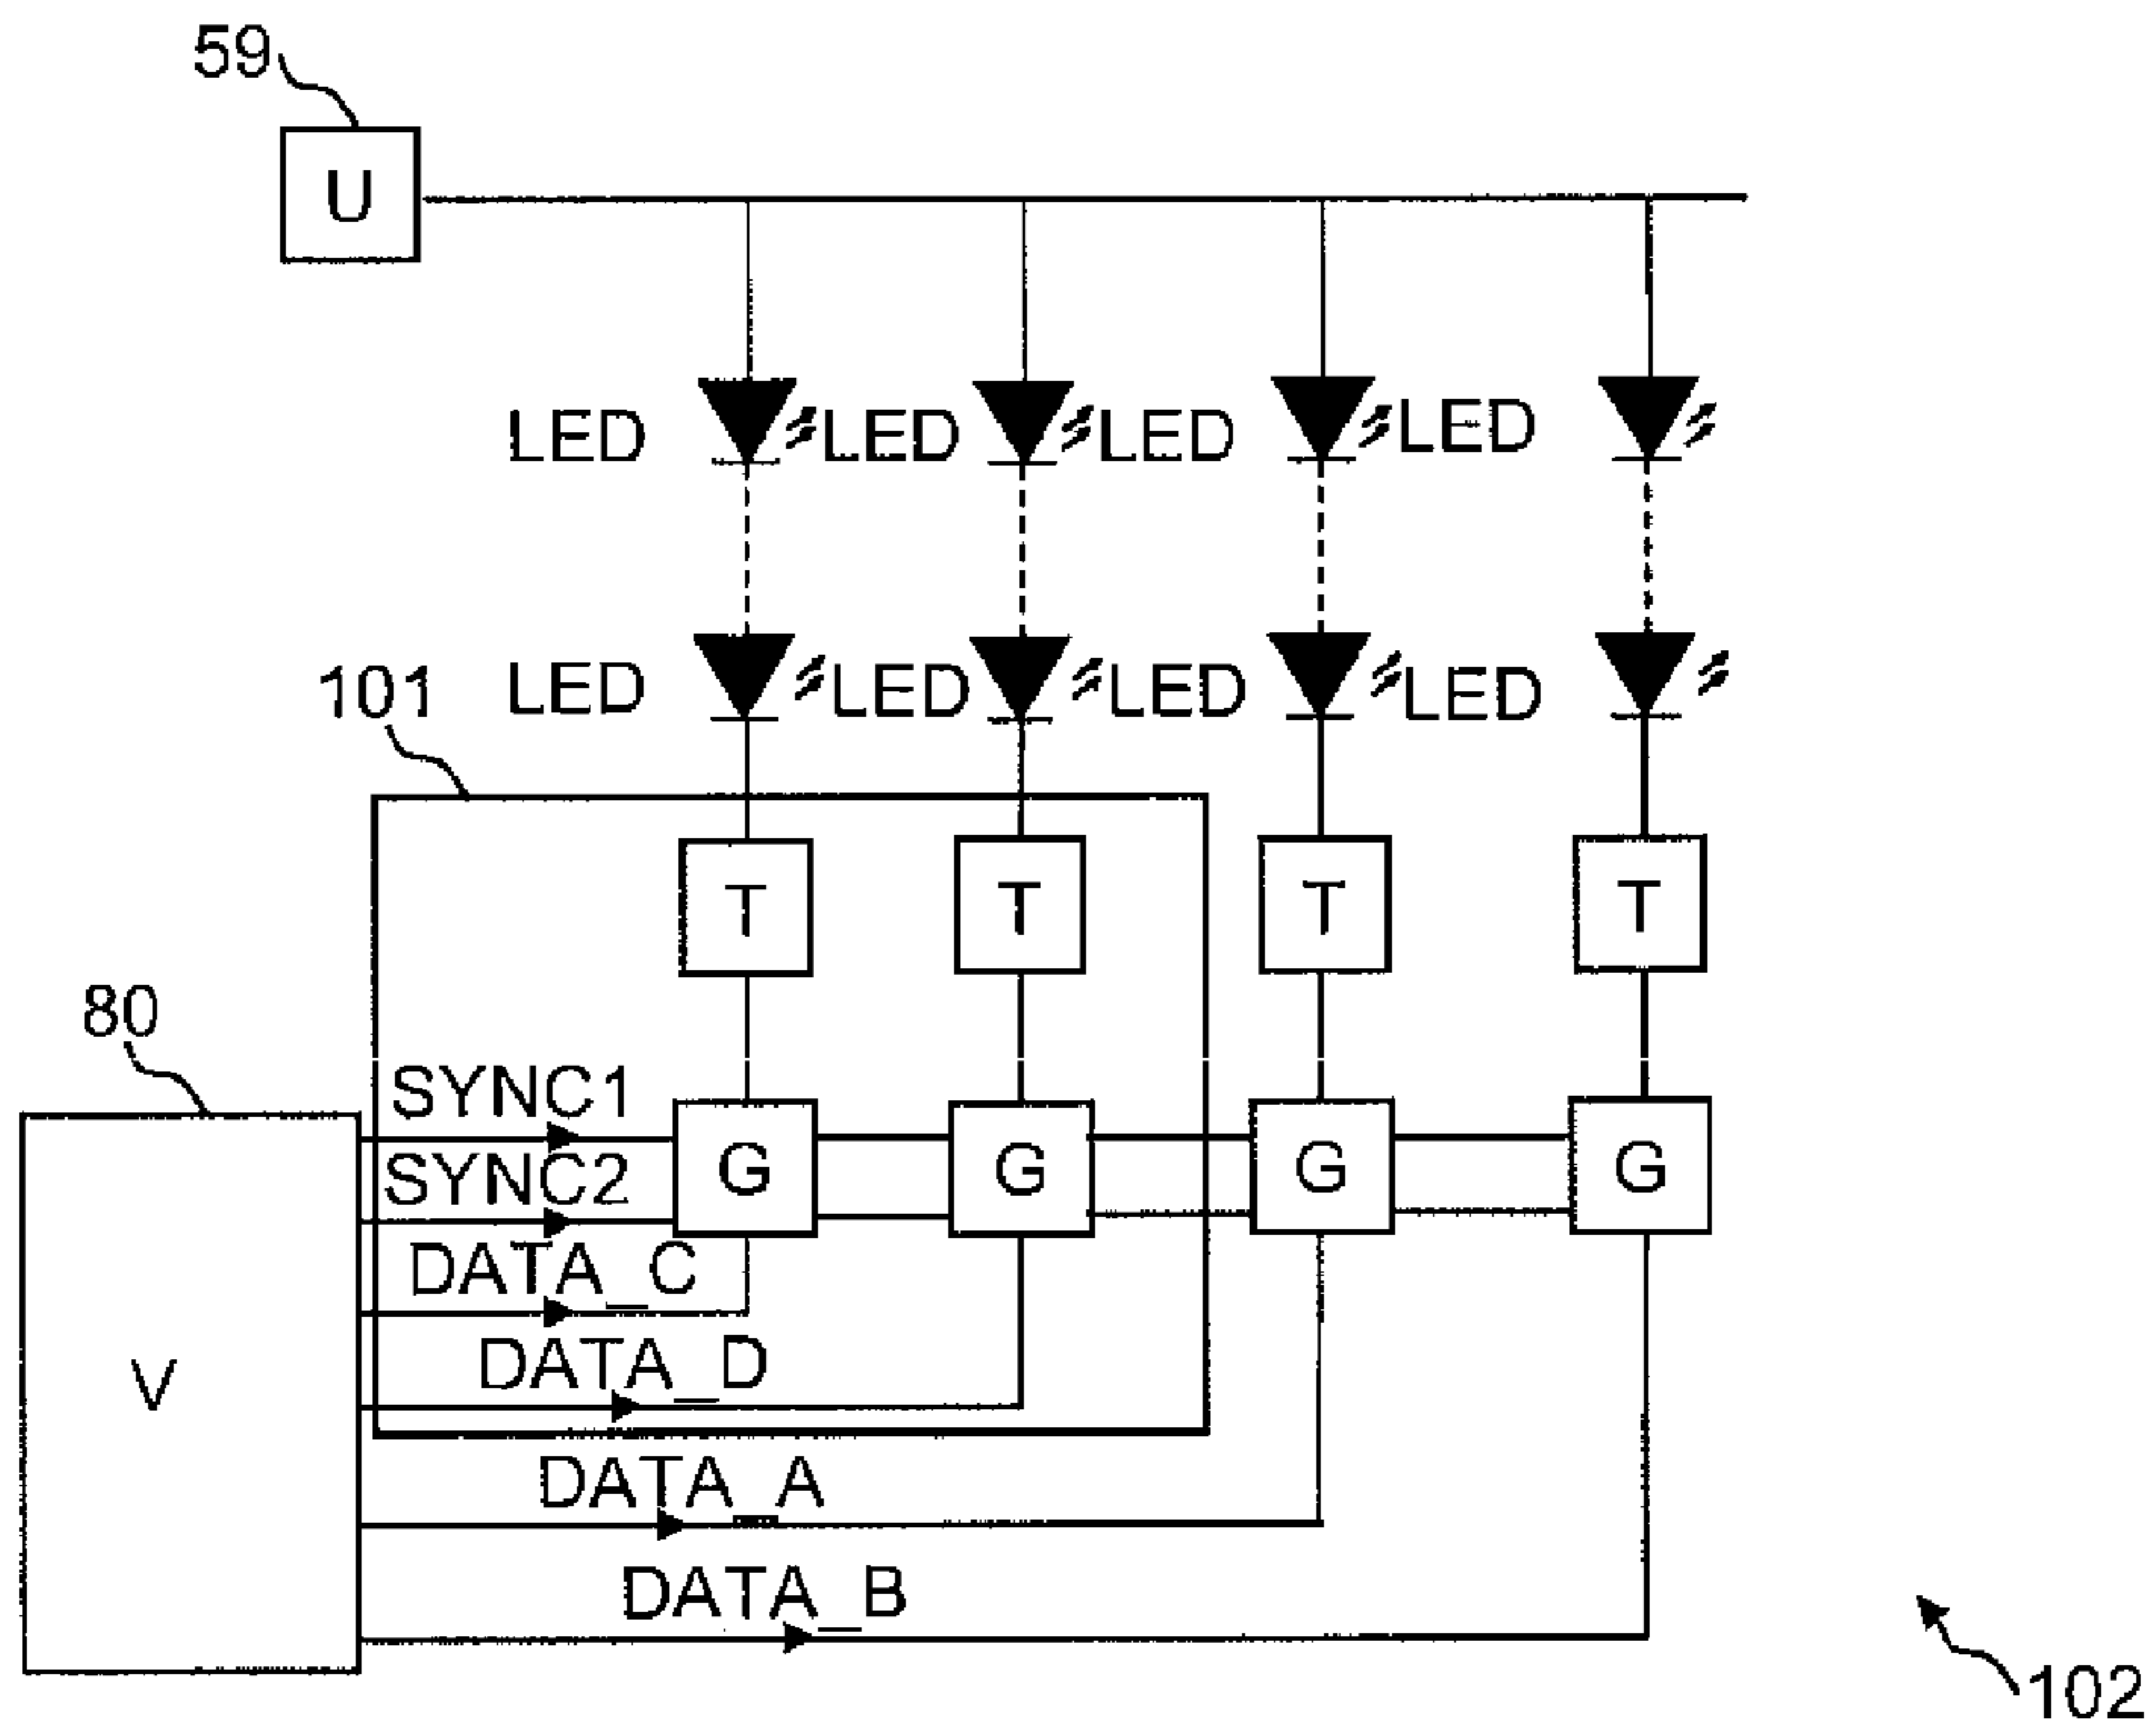 59
U
LED LED LED LED
LED LED LED LED
101
T T T T
80
SYNC1
G G G G
SYNC2
DATA_C
DATA_D
V
DATA_A
DATA_B
102